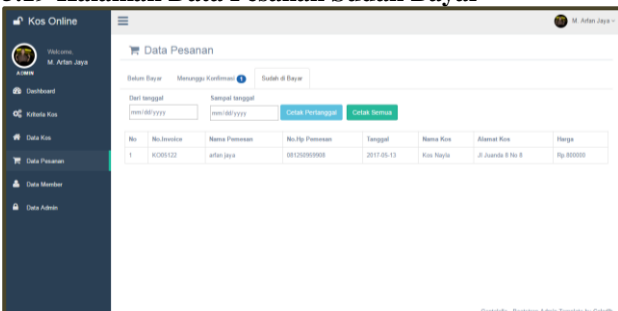 Kos Online
M. Arfan Jaya
Welcome,
M. Arfan Jaya
ADMIN
Data Pesanan
Belum Bayar Menunggu Konfirmasi Sudah di Bayar
Dashboard
Dari tanggal Sampai tanggal
mm/dd/yyyy mm/dd/yyyy Cetak Pertanggal Cetak Semua
Kriteria Kos
Data Kos
No No.Invoice Nama Pemesan No.Hp Pemesan Tanggal Nama Kos Alamat Kos Harga
1 KO05122 arfan jaya 2017-05-13 Kos Nayla Jl Juanda 8 No 8 Rp 800000
Data Pesanan
Data Member
Data Admin